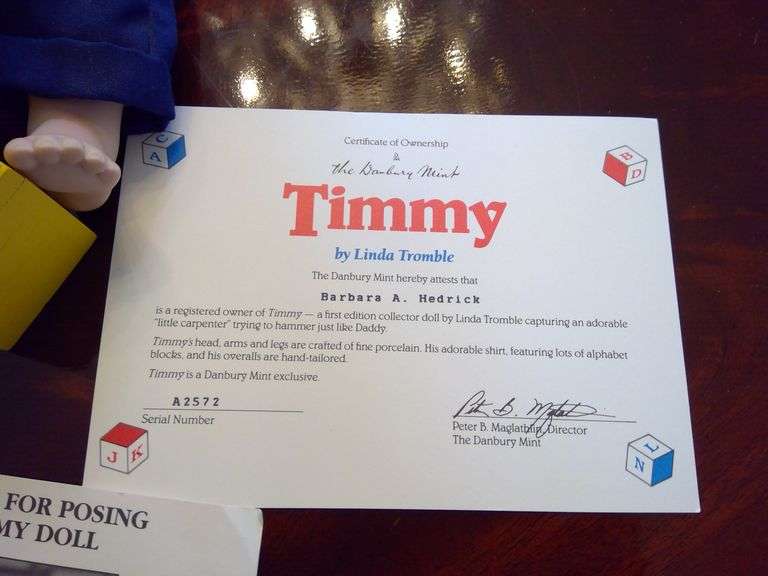 Certificate of Ownership
&
the Danbury Mint
Timmy
by Linda Tromble
The Danbury Mint hereby attests that
Barbara A. Hedrick
is a registered owner of Timmy — a first edition collector doll by Linda Tromble capturing an adorable
"little carpenter" trying to hammer just like Daddy.
Timmy's head, arms and legs are crafted of fine porcelain. His adorable shirt, featuring lots of alphabet
blocks, and his overalls are hand-tailored.
Timmy is a Danbury Mint exclusive.
A2572
Serial Number
Peter B. Maglathlin, Director
The Danbury Mint
C
A
B
D
J K
L
N
FOR POSING
MY DOLL